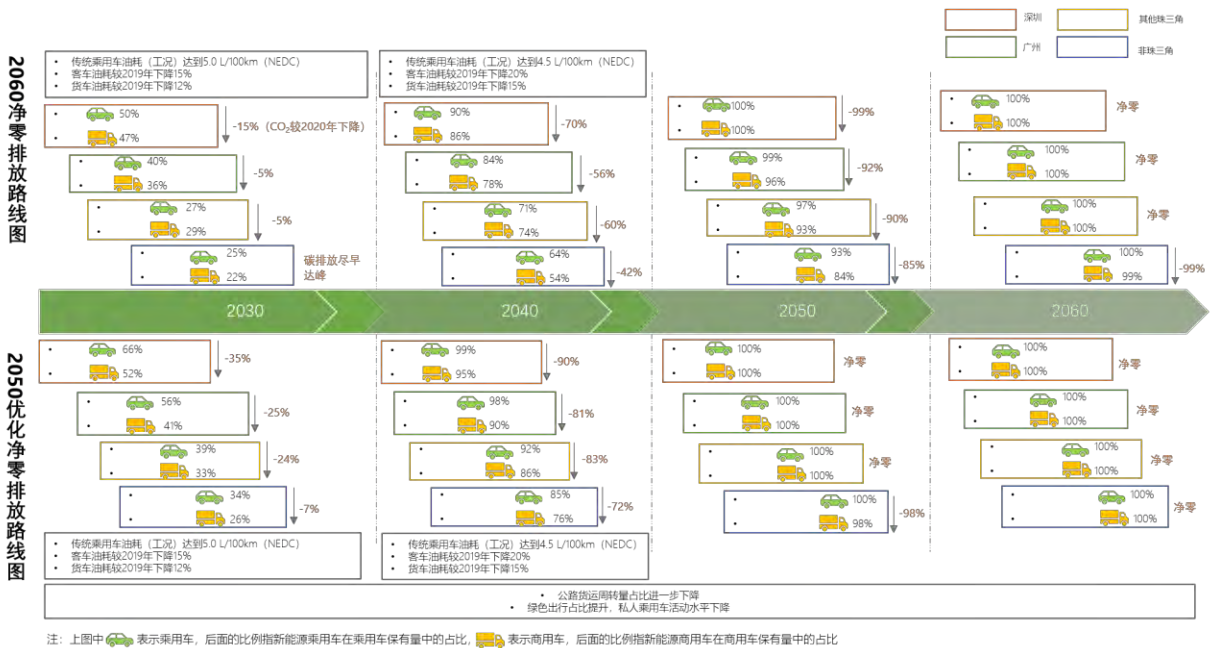 深圳
其他珠三角
广州
非珠三角
2060净零排放路线图
• 传统乘用车油耗（工况）达到5.0 L/100km（NEDC）
• 客车油耗较2019年下降15%
• 货车油耗较2019年下降12%
• 传统乘用车油耗（工况）达到4.5 L/100km（NEDC）
• 客车油耗较2019年下降20%
• 货车油耗较2019年下降15%
• 50%
• 47%
-15%（CO₂较2020年下降）
• 40%
• 36%
-5%
• 27%
• 29%
-5%
• 25%
• 22%
碳排放尽早
达峰
• 90%
• 86%
-70%
• 84%
• 78%
-56%
• 71%
• 74%
-60%
• 64%
• 54%
-42%
• 100%
• 100%
-99%
• 99%
• 96%
-92%
• 97%
• 93%
-90%
• 93%
• 84%
-85%
• 100%
• 100%
净零
• 100%
• 100%
净零
• 100%
• 100%
净零
• 100%
• 99%
-99%
2030
2040
2050
2060
2050优化净零排放路线图
• 66%
• 52%
-35%
• 56%
• 41%
-25%
• 39%
• 33%
-24%
• 34%
• 26%
-7%
• 99%
• 95%
-90%
• 98%
• 90%
-81%
• 92%
• 86%
-83%
• 85%
• 76%
-72%
• 100%
• 100%
净零
• 100%
• 100%
净零
• 100%
• 100%
净零
• 100%
• 98%
-98%
• 100%
• 100%
净零
• 100%
• 100%
净零
• 100%
• 100%
净零
• 100%
• 100%
净零
• 传统乘用车油耗（工况）达到5.0 L/100km（NEDC）
• 客车油耗较2019年下降15%
• 货车油耗较2019年下降12%
• 传统乘用车油耗（工况）达到4.5 L/100km（NEDC）
• 客车油耗较2019年下降20%
• 货车油耗较2019年下降15%
• 公路货运周转量占比进一步下降
• 绿色出行占比提升，私人乘用车活动水平下降
注：上图中 表示乘用车，后面的比例指新能源乘用车在乘用车保有量中的占比， 表示商用车，后面的比例指新能源商用车在商用车保有量中的占比